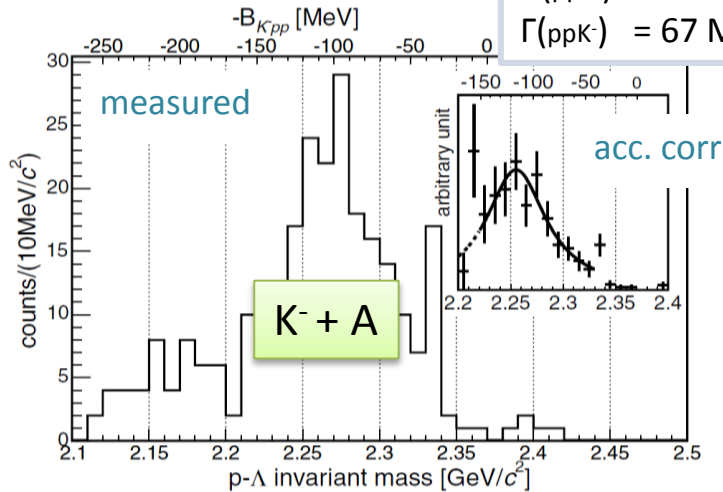 -B_K⁻pp [MeV]
Γ(ppK⁻) = 67 M
-250 -200 -150 -100 -50 0
30
25
20
15
10
5
0
counts/(10MeV/c²)
measured
K⁻ + A
-150 -100 -50 0
arbitrary unit
acc. corr
2.2 2.25 2.3 2.35 2.4
2.1 2.15 2.2 2.25 2.3 2.35 2.4 2.45 2.5
p-Λ invariant mass [GeV/c²]